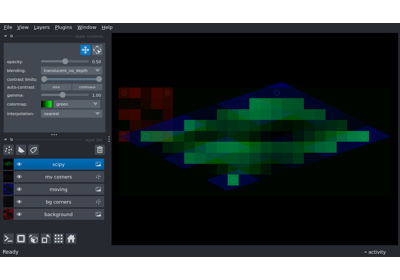 File View Layers Plugins Window Help
opacity: 0.50
blending: translucent_no_depth
contrast limits:
auto-contrast: once continuous
gamma: 1.00
colormap: green
interpolation: nearest
scipy
mv corners
moving
bg corners
background
Ready activity